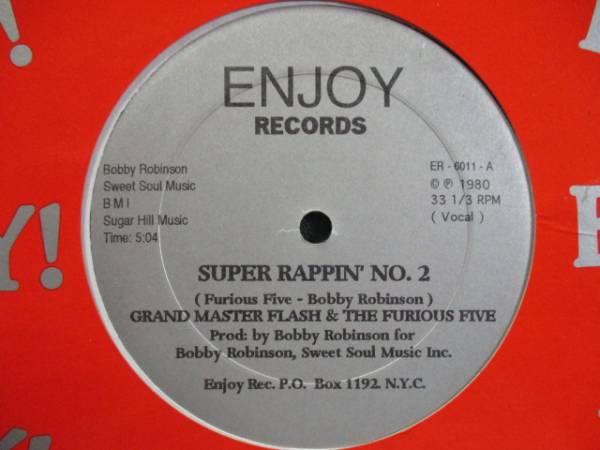 ENJOY
RECORDS
Bobby Robinson
Sweet Soul Music
B M I
Sugar Hill Music
Time: 5:04
ER - 6011 - A
© ℗ 1980
33 1/3 RPM
( Vocal )
SUPER RAPPIN' NO. 2
( Furious Five - Bobby Robinson )
GRAND MASTER FLASH & THE FURIOUS FIVE
Prod: by Bobby Robinson for
Bobby Robinson, Sweet Soul Music Inc.
Enjoy Rec. P.O. Box 1192. N.Y.C.